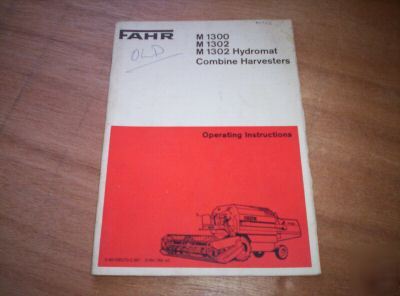 FAHR
M 1300
M 1302
M 1302 Hydromat
Combine Harvesters
OLD
Operating Instructions